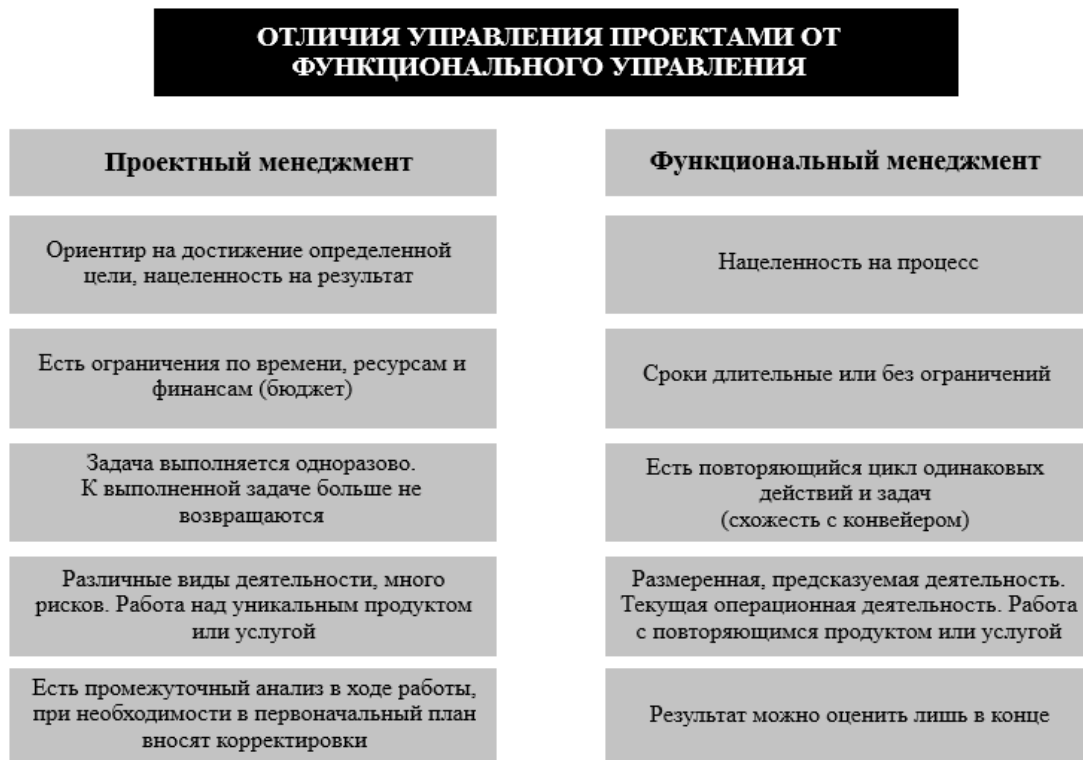 ОТЛИЧИЯ УПРАВЛЕНИЯ ПРОЕКТАМИ ОТ
ФУНКЦИОНАЛЬНОГО УПРАВЛЕНИЯ
Проектный менеджмент
Функциональный менеджмент
Ориентир на достижение определенной
цели, нацеленность на результат
Нацеленность на процесс
Есть ограничения по времени, ресурсам и
финансам (бюджет)
Сроки длительные или без ограничений
Задача выполняется одноразово.
К выполненной задаче больше не
возвращаются
Есть повторяющийся цикл одинаковых
действий и задач
(схожесть с конвейером)
Различные виды деятельности, много
рисков. Работа над уникальным продуктом
или услугой
Размеренная, предсказуемая деятельность.
Текущая операционная деятельность. Работа
с повторяющимся продуктом или услугой
Есть промежуточный анализ в ходе работы,
при необходимости в первоначальный план
вносят корректировки
Результат можно оценить лишь в конце